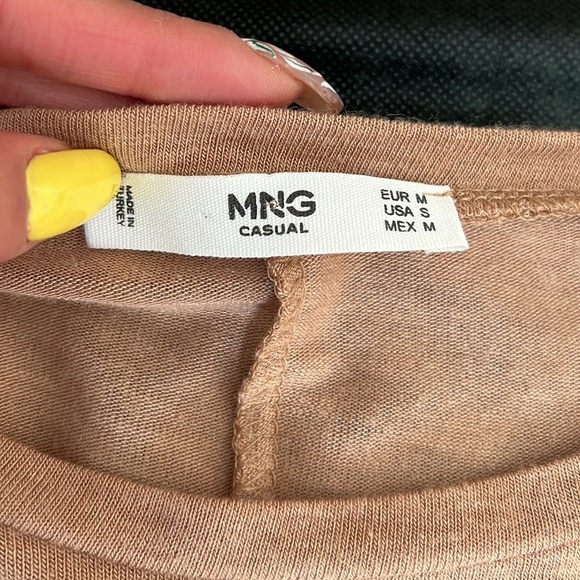 MADE IN
TURKEY
MNG
CASUAL
EUR M
USA S
MEX M